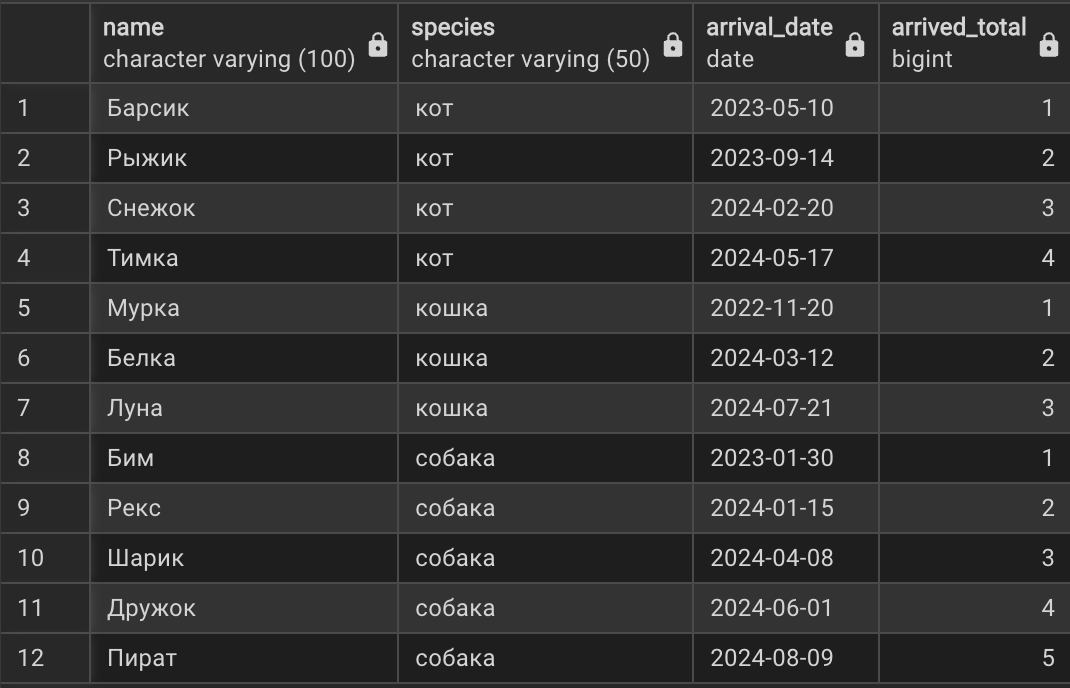 name species arrival_date arrived_total
character varying (100) character varying (50) date bigint
1 Барсик кот 2023-05-10 1
2 Рыжик кот 2023-09-14 2
3 Снежок кот 2024-02-20 3
4 Тимка кот 2024-05-17 4
5 Мурка кошка 2022-11-20 1
6 Белка кошка 2024-03-12 2
7 Луна кошка 2024-07-21 3
8 Бим собака 2023-01-30 1
9 Рекс собака 2024-01-15 2
10 Шарик собака 2024-04-08 3
11 Дружок собака 2024-06-01 4
12 Пират собака 2024-08-09 5